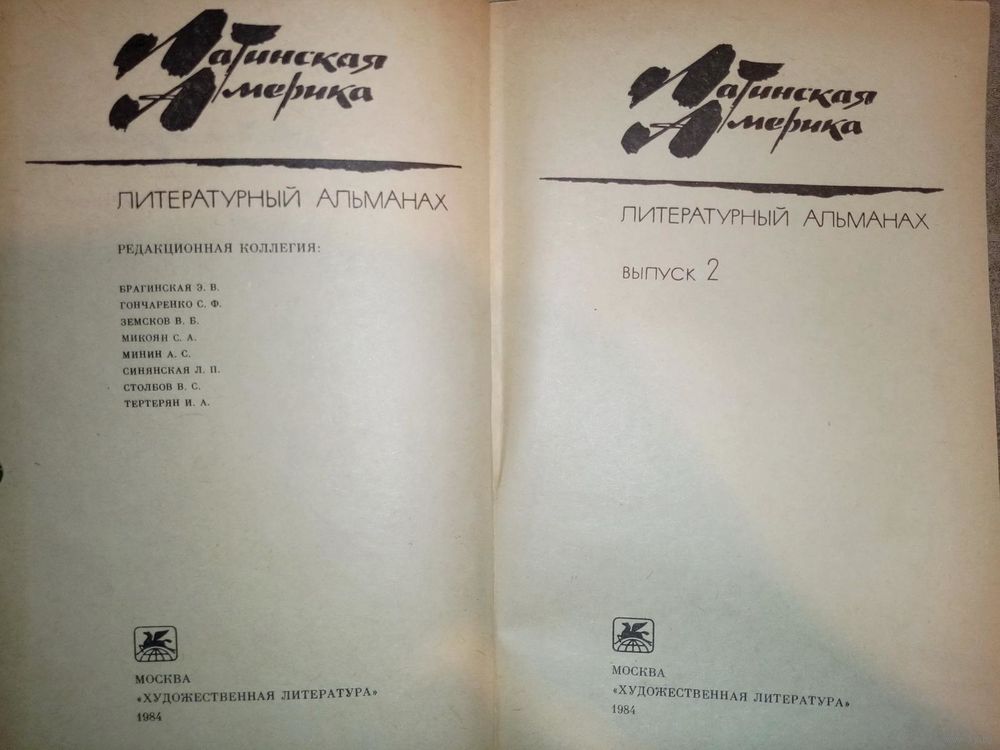 Латинская
Америка
ЛИТЕРАТУРНЫЙ АЛЬМАНАХ
РЕДАКЦИОННАЯ КОЛЛЕГИЯ:
БРАГИНСКАЯ Э. В.
ГОНЧАРЕНКО С. Ф.
ЗЕМСКОВ В. Б.
МИКОЯН С. А.
МИНИН А. С.
СИНЯНСКАЯ Л. П.
СТОЛБОВ В. С.
ТЕРТЕРЯН И. А.
МОСКВА
«ХУДОЖЕСТВЕННАЯ ЛИТЕРАТУРА»
1984
Латинская
Америка
ЛИТЕРАТУРНЫЙ АЛЬМАНАХ
ВЫПУСК 2
МОСКВА
«ХУДОЖЕСТВЕННАЯ ЛИТЕРАТУРА»
1984